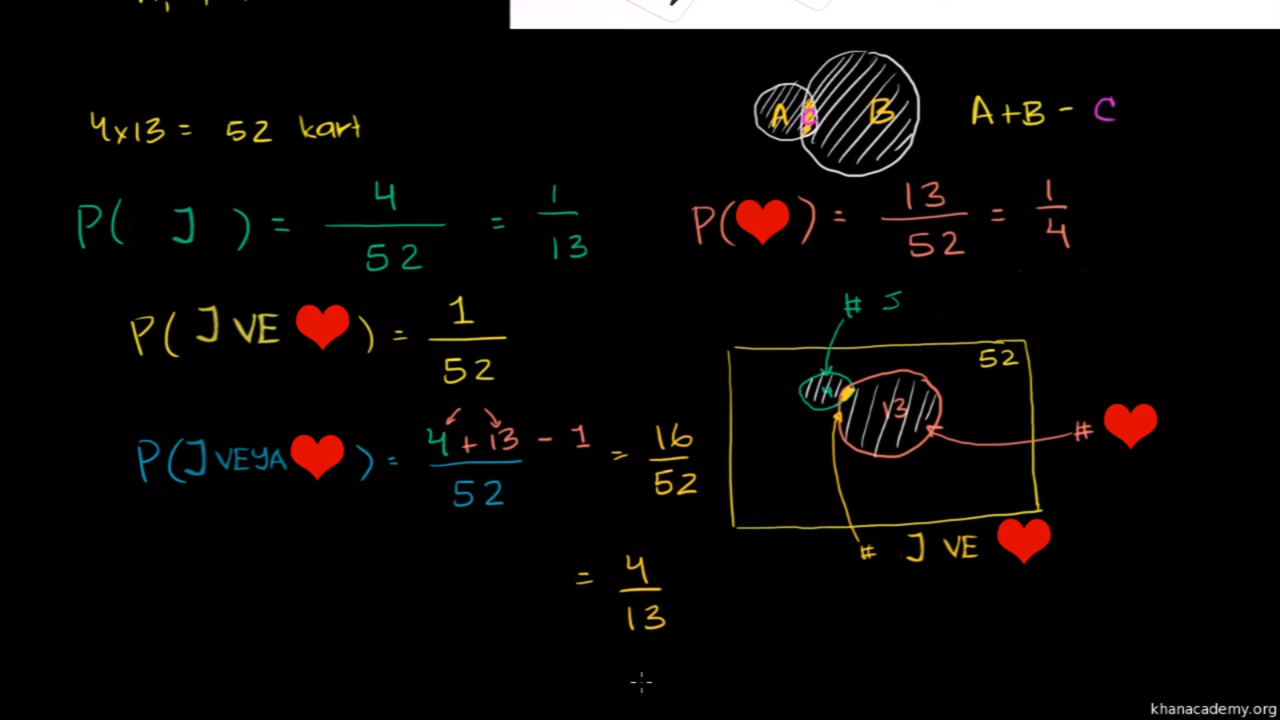 4x13 = 52 kart
A B C A+B - C
P( J ) = 4/52 = 1/13
P(♥) = 13/52 = 1/4
# J
P( J VE ♥) = 1/52
52
13
# ♥
P(J VEYA ♥) = 4+13 - 1/52 = 16/52
# J VE ♥
= 4/13
khanacademy.org